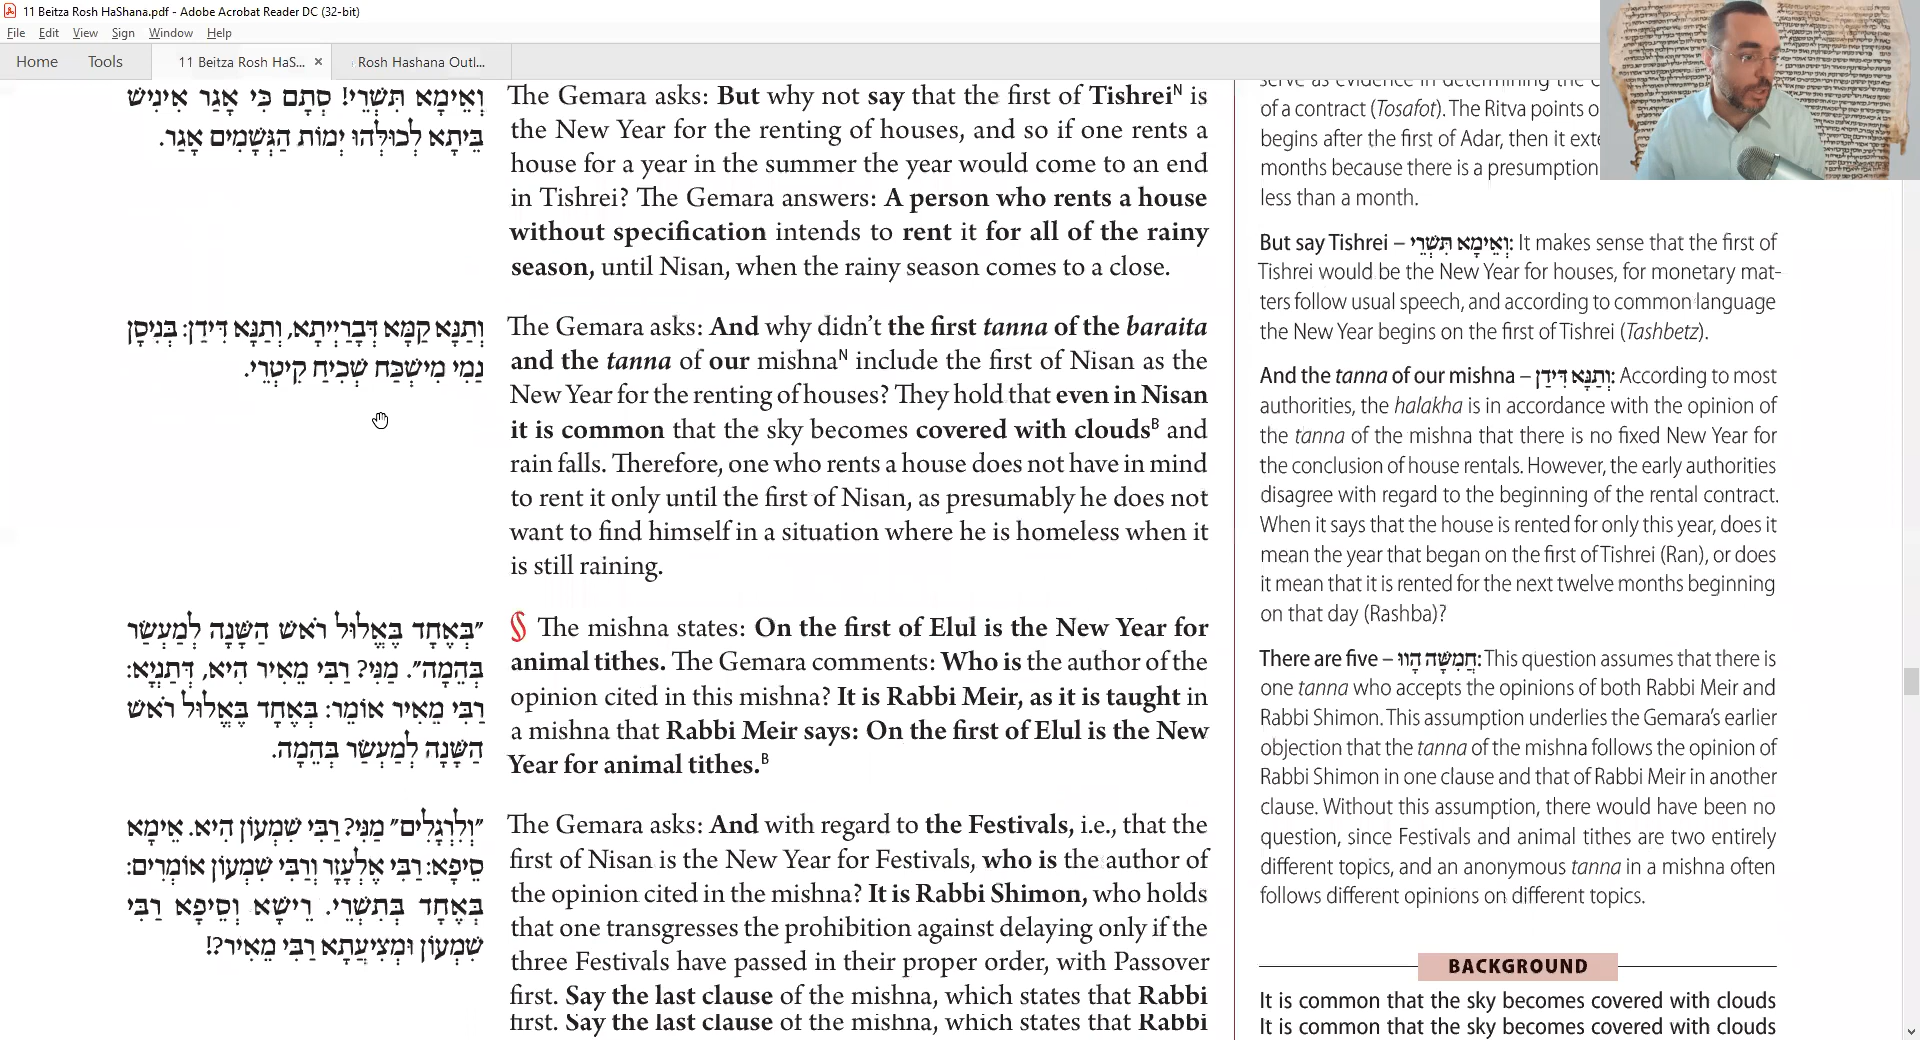 11 Beitza Rosh HaShana.pdf - Adobe Acrobat Reader DC (32-bit)
File Edit View Sign Window Help
Home Tools 11 Beitza Rosh HaS... × Rosh Hashana Outl...
וְאֵימָא תִּשְׁרֵי! סְתָם כִּי אָגַר אִינִישׁ
בֵּיתָא לְכוּלְּהוּ יְמוֹת הַגְּשָׁמִים אָגַר.
The Gemara asks: But why not say that the first of Tishreiᴺ is
the New Year for the renting of houses, and so if one rents a
house for a year in the summer the year would come to an end
in Tishrei? The Gemara answers: A person who rents a house
without specification intends to rent it for all of the rainy
season, until Nisan, when the rainy season comes to a close.
וְתַנָּא קַמָּא דְּבָרַיְיתָא, וְתַנָּא דִּידַן: בְּנִיסָן
נַמִי מִישְׁכַּח שְׁכִיחַ קִיטְרֵי.
The Gemara asks: And why didn't the first tanna of the baraita
and the tanna of our mishnaᴺ include the first of Nisan as the
New Year for the renting of houses? They hold that even in Nisan
it is common that the sky becomes covered with cloudsᴮ and
rain falls. Therefore, one who rents a house does not have in mind
to rent it only until the first of Nisan, as presumably he does not
want to find himself in a situation where he is homeless when it
is still raining.
״בְּאֶחָד בֶּאֱלוּל רֹאשׁ הַשָּׁנָה לְמַעְשַׂר
בְּהֵמָה״. מַנִּי? רַבִּי מֵאִיר הִיא, דְּתַנְיָא:
רַבִּי מֵאִיר אוֹמֵר: בְּאֶחָד בֶּאֱלוּל רֹאשׁ
הַשָּׁנָה לְמַעְשַׂר בְּהֵמָה.
The mishna states: On the first of Elul is the New Year for
animal tithes. The Gemara comments: Who is the author of the
opinion cited in this mishna? It is Rabbi Meir, as it is taught in
a mishna that Rabbi Meir says: On the first of Elul is the New
Year for animal tithes.ᴮ
״וְלָרְגָלִים״ מַנִּי? רַבִּי שִׁמְעוֹן הִיא. אֵימָא
סֵיפָא: רַבִּי אֶלְעָזָר וְרַבִּי שִׁמְעוֹן אוֹמְרִים:
בְּאֶחָד בְּתִשְׁרֵי. רֵישָׁא וְסֵיפָא רַבִּי
שִׁמְעוֹן וּמְצִיעֲתָא רַבִּי מֵאִיר?!
The Gemara asks: And with regard to the Festivals, i.e., that the
first of Nisan is the New Year for Festivals, who is the author of
the opinion cited in the mishna? It is Rabbi Shimon, who holds
that one transgresses the prohibition against delaying only if the
three Festivals have passed in their proper order, with Passover
first. Say the last clause of the mishna, which states that Rabbi
first. Say the last clause of the mishna, which states that Rabbi
serve as evidence in determining the
of a contract (Tosafot). The Ritva points
begins after the first of Adar, then it
months because there is a presumption
less than a month.
But say Tishrei – וְאֵימָא תִּשְׁרֵי: It makes sense that the first of
Tishrei would be the New Year for houses, for monetary mat-
ters follow usual speech, and according to common language
the New Year begins on the first of Tishrei (Tashbetz).
And the tanna of our mishna – וְתַנָּא דִּידַן: According to most
authorities, the halakha is in accordance with the opinion of
the tanna of the mishna that there is no fixed New Year for
the conclusion of house rentals. However, the early authorities
disagree with regard to the beginning of the rental contract.
When it says that the house is rented for only this year, does it
mean the year that began on the first of Tishrei (Ran), or does
it mean that it is rented for the next twelve months beginning
on that day (Rashba)?
There are five – חֲמִשָּׁה הָווּ: This question assumes that there is
one tanna who accepts the opinions of both Rabbi Meir and
Rabbi Shimon. This assumption underlies the Gemara's earlier
objection that the tanna of the mishna follows the opinion of
Rabbi Shimon in one clause and that of Rabbi Meir in another
clause. Without this assumption, there would have been no
question, since Festivals and animal tithes are two entirely
different topics, and an anonymous tanna in a mishna often
follows different opinions on different topics.
BACKGROUND
It is common that the sky becomes covered with clouds
It is common that the sky becomes covered with clouds